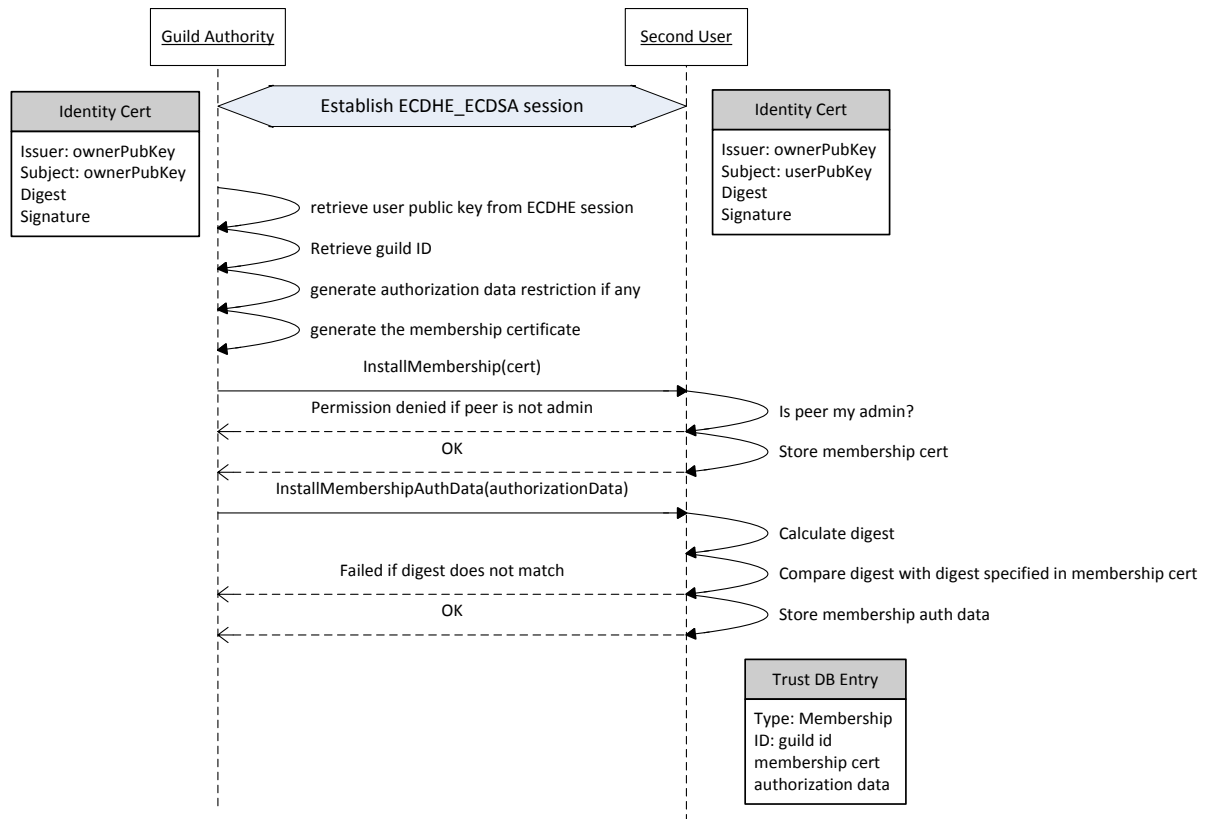 Guild Authority
Second User
Establish ECDHE_ECDSA session
Identity Cert
Issuer: ownerPubKey
Subject: ownerPubKey
Digest
Signature
Identity Cert
Issuer: ownerPubKey
Subject: userPubKey
Digest
Signature
retrieve user public key from ECDHE session
Retrieve guild ID
generate authorization data restriction if any
generate the membership certificate
InstallMembership(cert)
Is peer my admin?
Permission denied if peer is not admin
Store membership cert
OK
InstallMembershipAuthData(authorizationData)
Calculate digest
Compare digest with digest specified in membership cert
Failed if digest does not match
Store membership auth data
OK
Trust DB Entry
Type: Membership
ID: guild id
membership cert
authorization data